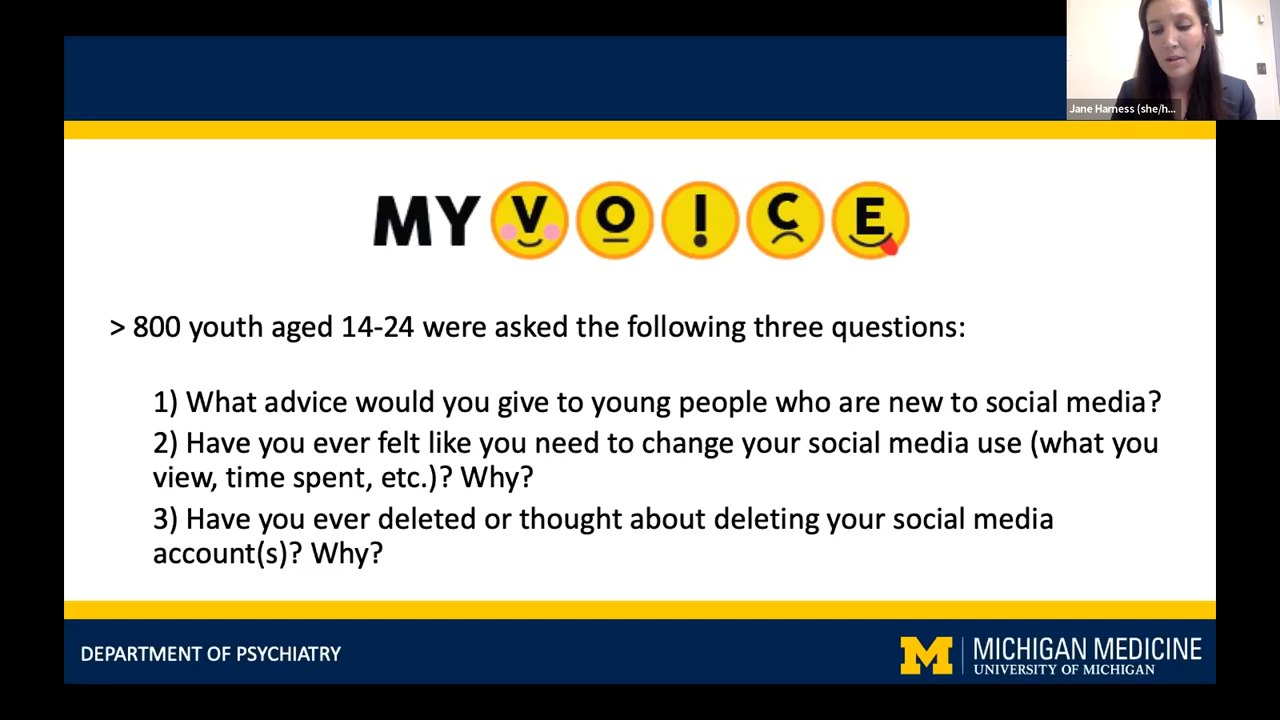 Jane Harness (she/h...
MY VO!CE
> 800 youth aged 14-24 were asked the following three questions:
1) What advice would you give to young people who are new to social media?
2) Have you ever felt like you need to change your social media use (what you
view, time spent, etc.)? Why?
3) Have you ever deleted or thought about deleting your social media
account(s)? Why?
DEPARTMENT OF PSYCHIATRY
M MICHIGAN MEDICINE
UNIVERSITY OF MICHIGAN